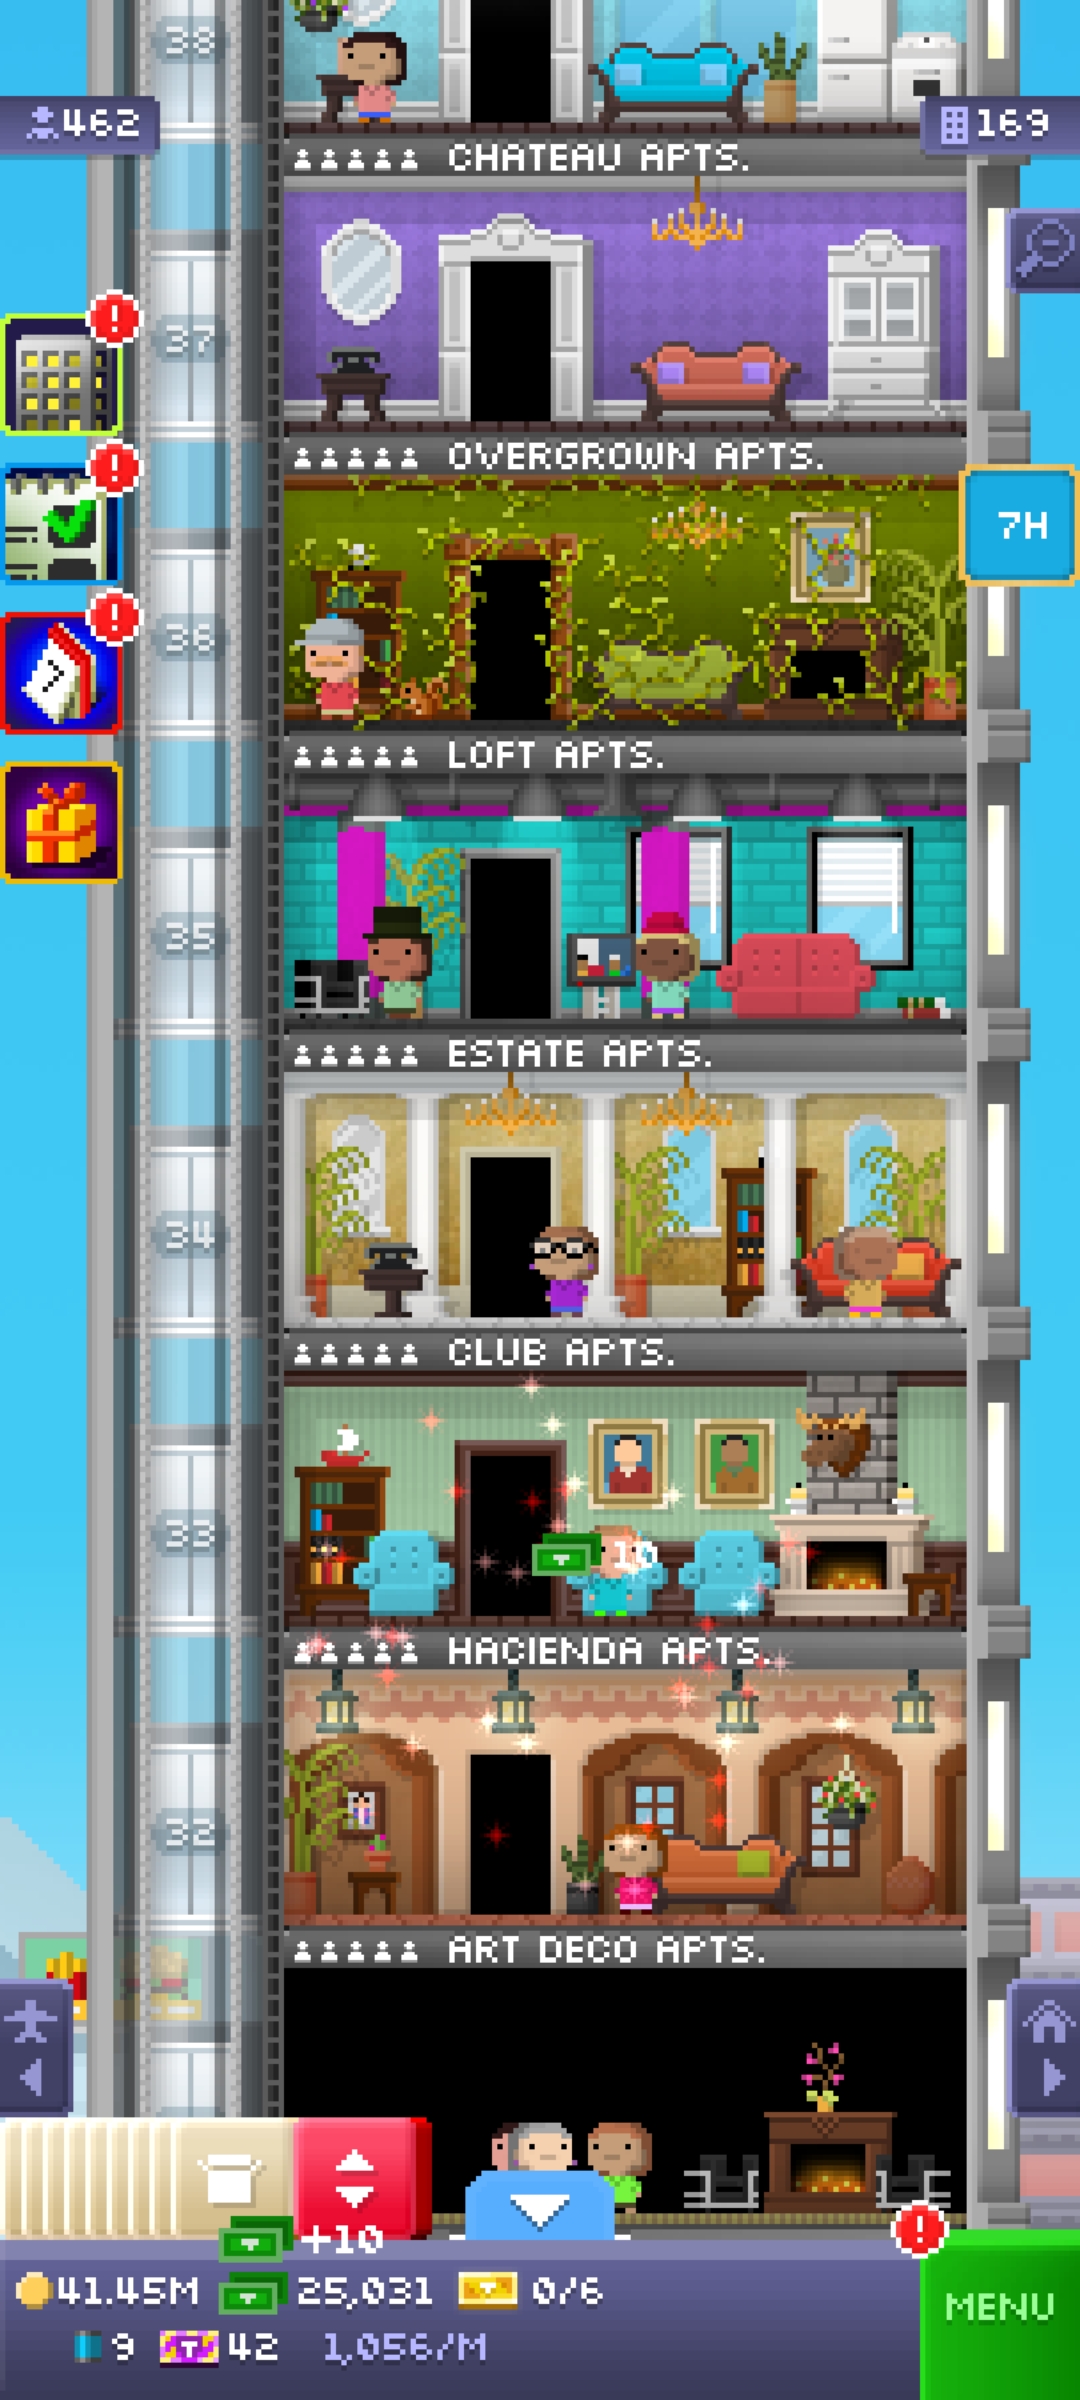 38
462
169
CHATEAU APTS.
37
OVERGROWN APTS.
7H
36
7
LOFT APTS.
35
ESTATE APTS.
34
CLUB APTS.
33
10
HACIENDA APTS.
32
ART DECO APTS.
+10
41.45M 25,031 0/6
MENU
9 T 42 1,056/M